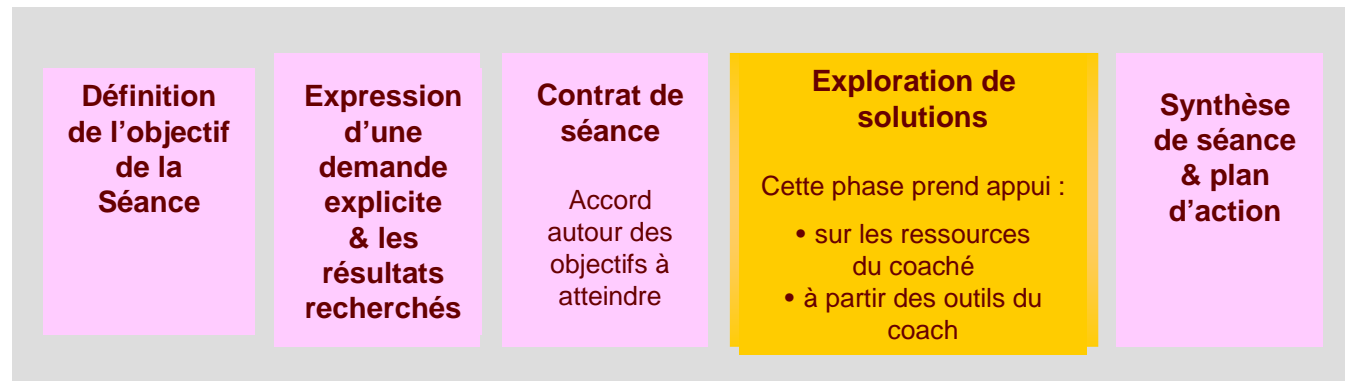 Définition
de l’objectif
de la
Séance
Expression
d’une
demande
explicite
& les
résultats
recherchés
Contrat de
séance
Accord
autour des
objectifs à
atteindre
Exploration de
solutions
Cette phase prend appui :
• sur les ressources
du coaché
• à partir des outils du
coach
Synthèse
de séance
& plan
d’action